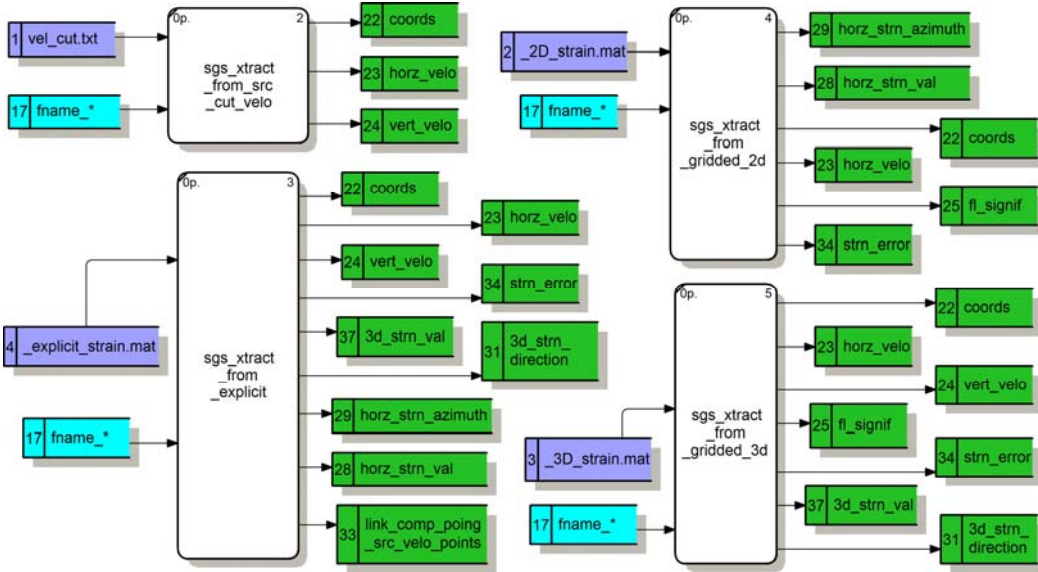 0p.
2
1 vel_cut.txt
17 fname_*
sgs_xtract
_from_src
_cut_velo
22 coords
23 horz_velo
24 vert_velo
0p.
4
2 _2D_strain.mat
17 fname_*
sgs_xtract
_from
_gridded_2d
29 horz_strn_azimuth
28 horz_strn_val
22 coords
23 horz_velo
25 fl_signif
34 strn_error
0p.
3
4 _explicit_strain.mat
17 fname_*
sgs_xtract
_from
_explicit
22 coords
23 horz_velo
24 vert_velo
34 strn_error
37 3d_strn_val
31 3d_strn_
direction
29 horz_strn_azimuth
28 horz_strn_val
33 link_comp_poing
_src_velo_points
0p.
5
3 _3D_strain.mat
17 fname_*
sgs_xtract
_from
_gridded_3d
22 coords
23 horz_velo
24 vert_velo
25 fl_signif
34 strn_error
37 3d_strn_val
31 3d_strn_
direction